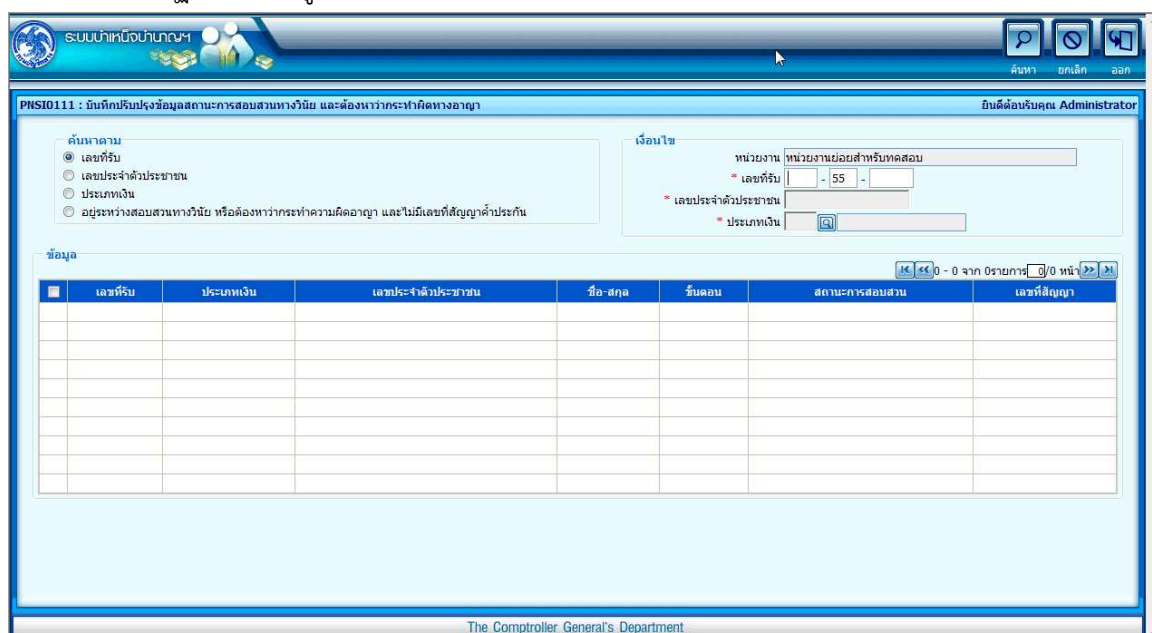 ระบบบำเหน็จบำนาญฯ
ค้นหา ยกเลิก ออก
PNSI0111 : บันทึกปรับปรุงข้อมูลสถานะการสอบสวนทางวินัย และต้องหาว่ากระทำผิดทางอาญา ยินดีต้อนรับคุณ Administrator
ค้นหาตาม
เลขที่รับ
เลขประจำตัวประชาชน
ประเภทเงิน
อยู่ระหว่างสอบสวนทางวินัย หรือต้องหาว่ากระทำความผิดอาญา และไม่มีเลขที่สัญญาค้ำประกัน
เงื่อนไข
หน่วยงาน หน่วยงานย่อยสำหรับทดสอบ
* เลขที่รับ - 55 -
* เลขประจำตัวประชาชน
* ประเภทเงิน
ข้อมูล
0 - 0 จาก 0รายการ 0/0 หน้า
เลขที่รับ ประเภทเงิน เลขประจำตัวประชาชน ชื่อ-สกุล ขั้นตอน สถานะการสอบสวน เลขที่สัญญา
The Comptroller General's Department